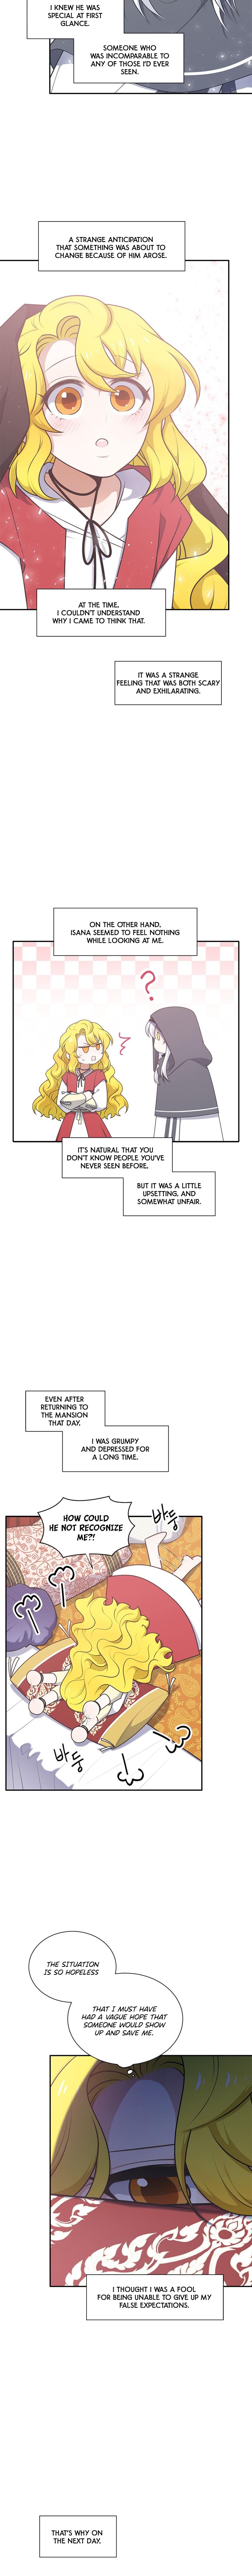 I KNEW HE WAS
SPECIAL AT FIRST
GLANCE.
SOMEONE WHO
WAS INCOMPARABLE TO
ANY OF THOSE I'D EVER
SEEN.
A STRANGE ANTICIPATION
THAT SOMETHING WAS ABOUT TO
CHANGE BECAUSE OF HIM AROSE.
AT THE TIME,
I COULDN'T UNDERSTAND
WHY I CAME TO THINK THAT.
IT WAS A STRANGE
FEELING THAT WAS BOTH SCARY
AND EXHILARATING.
ON THE OTHER HAND,
ISANA SEEMED TO FEEL NOTHING
WHILE LOOKING AT ME.
?
IT'S NATURAL THAT YOU
DON'T KNOW PEOPLE YOU'VE
NEVER SEEN BEFORE.
BUT IT WAS A LITTLE
UPSETTING, AND
SOMEWHAT UNFAIR.
EVEN AFTER
RETURNING TO
THE MANSION
THAT DAY,
I WAS GRUMPY
AND DEPRESSED FOR
A LONG TIME.
바둥
HOW COULD
HE NOT RECOGNIZE
ME?!
바둥
THE SITUATION
IS SO HOPELESS
THAT I MUST HAVE
HAD A VAGUE HOPE THAT
SOMEONE WOULD SHOW
UP AND SAVE ME.
I THOUGHT I WAS A FOOL
FOR BEING UNABLE TO GIVE UP MY
FALSE EXPECTATIONS.
THAT'S WHY ON
THE NEXT DAY,